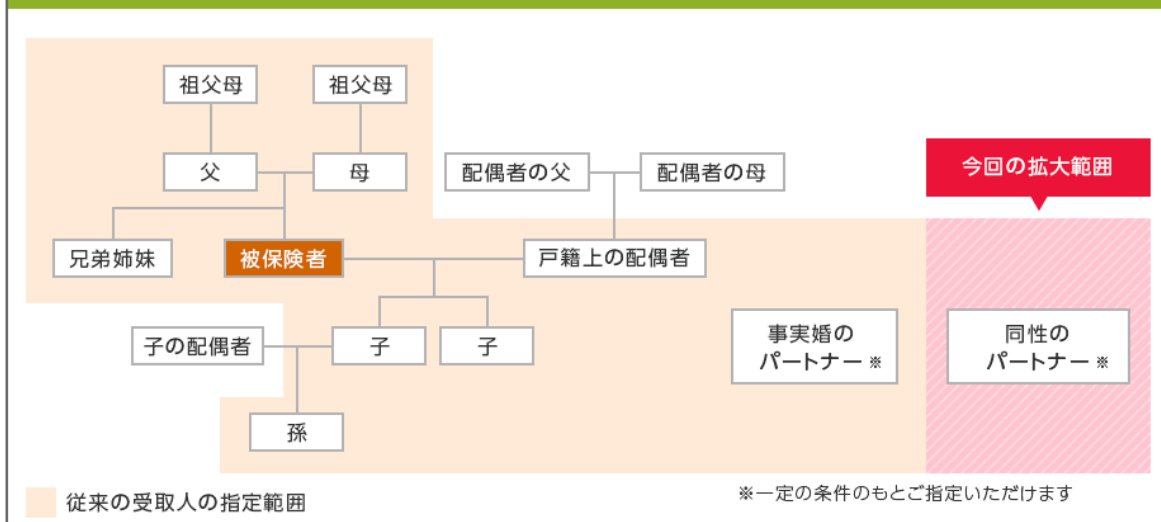 祖父母
祖父母
父
母
配偶者の父
配偶者の母
今回の拡大範囲
兄弟姉妹
被保険者
戸籍上の配偶者
子の配偶者
子
子
事実婚の
パートナー※
同性の
パートナー※
孫
従来の受取人の指定範囲
※一定の条件のもとご指定いただけます